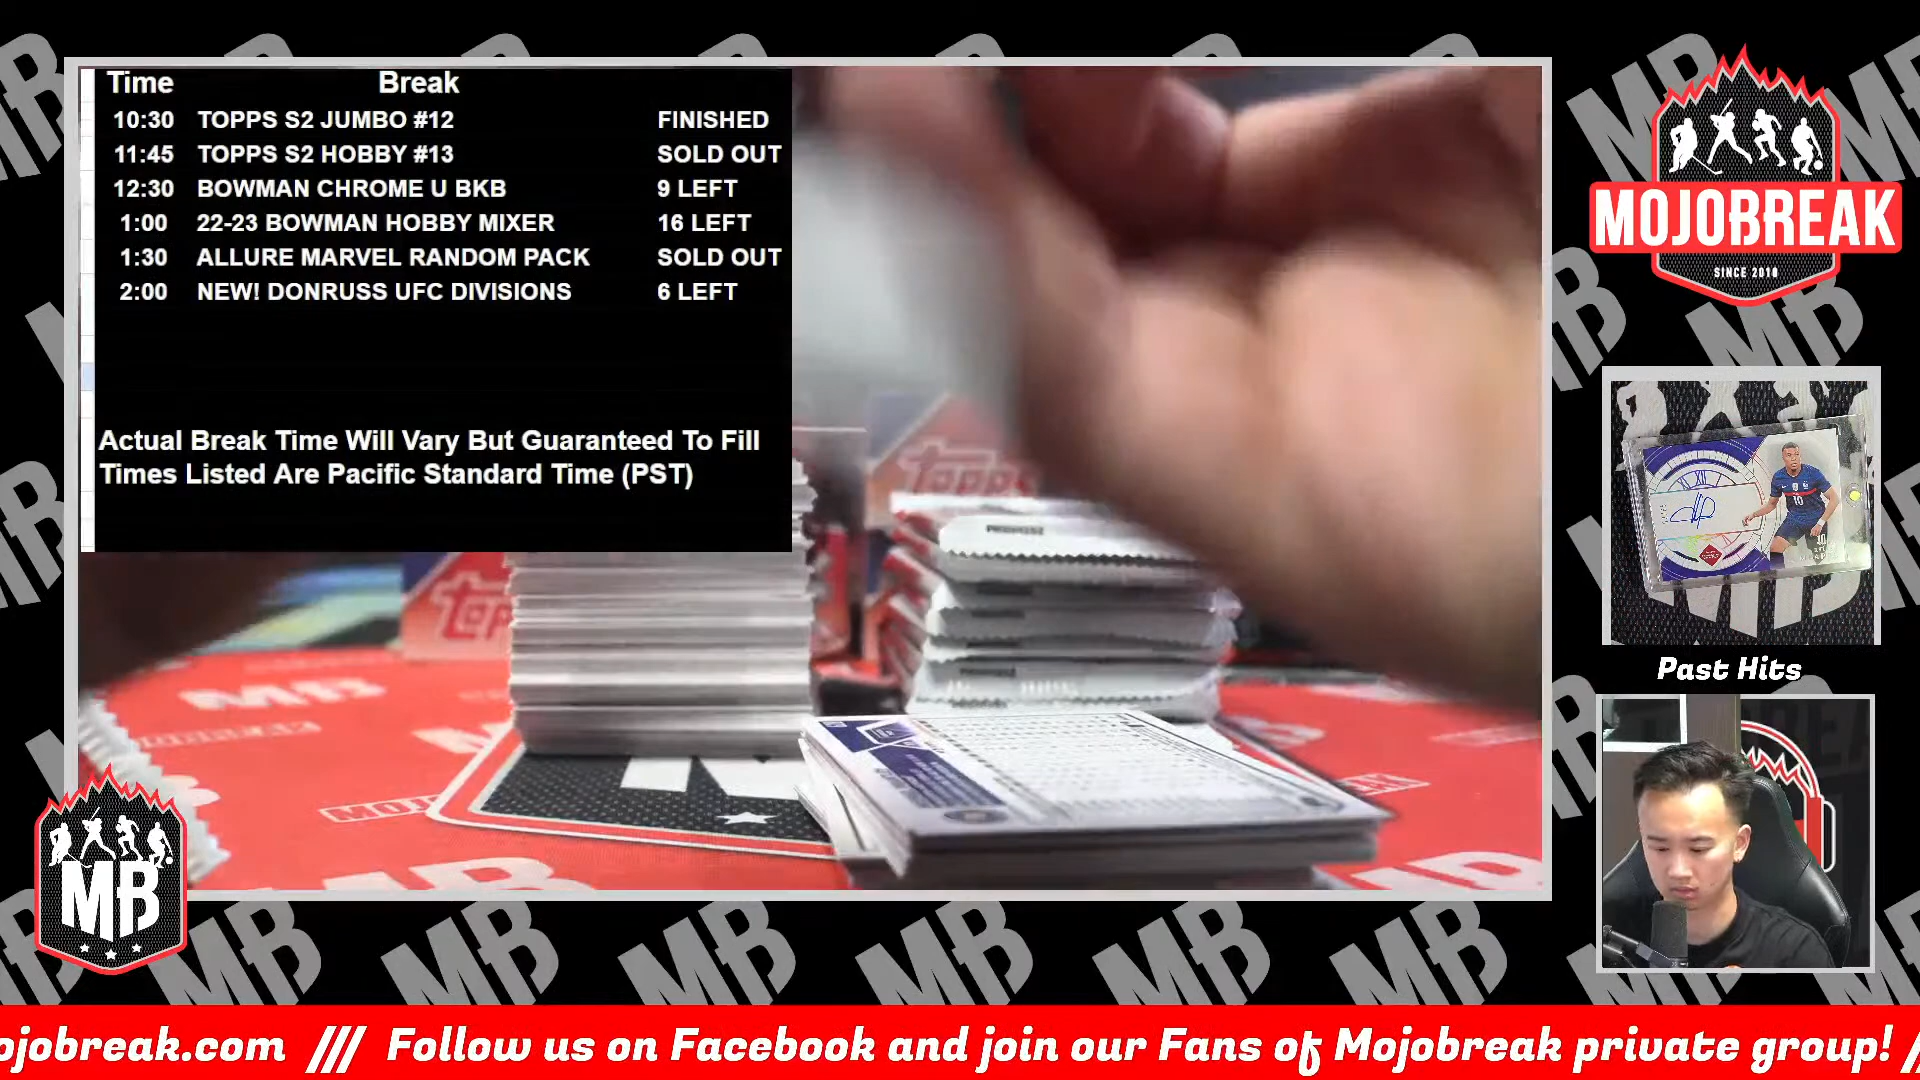 Time Break
10:30 TOPPS S2 JUMBO #12 FINISHED
11:45 TOPPS S2 HOBBY #13 SOLD OUT
12:30 BOWMAN CHROME U BKB 9 LEFT
1:00 22-23 BOWMAN HOBBY MIXER 16 LEFT
1:30 ALLURE MARVEL RANDOM PACK SOLD OUT
2:00 NEW! DONRUSS UFC DIVISIONS 6 LEFT
Actual Break Time Will Vary But Guaranteed To Fill
Times Listed Are Pacific Standard Time (PST)
MOJOBREAK
SINCE 2010
Topps
topps
10
Past Hits
MB
ojobreak.com /// Follow us on Facebook and join our Fans of Mojobreak private group! /